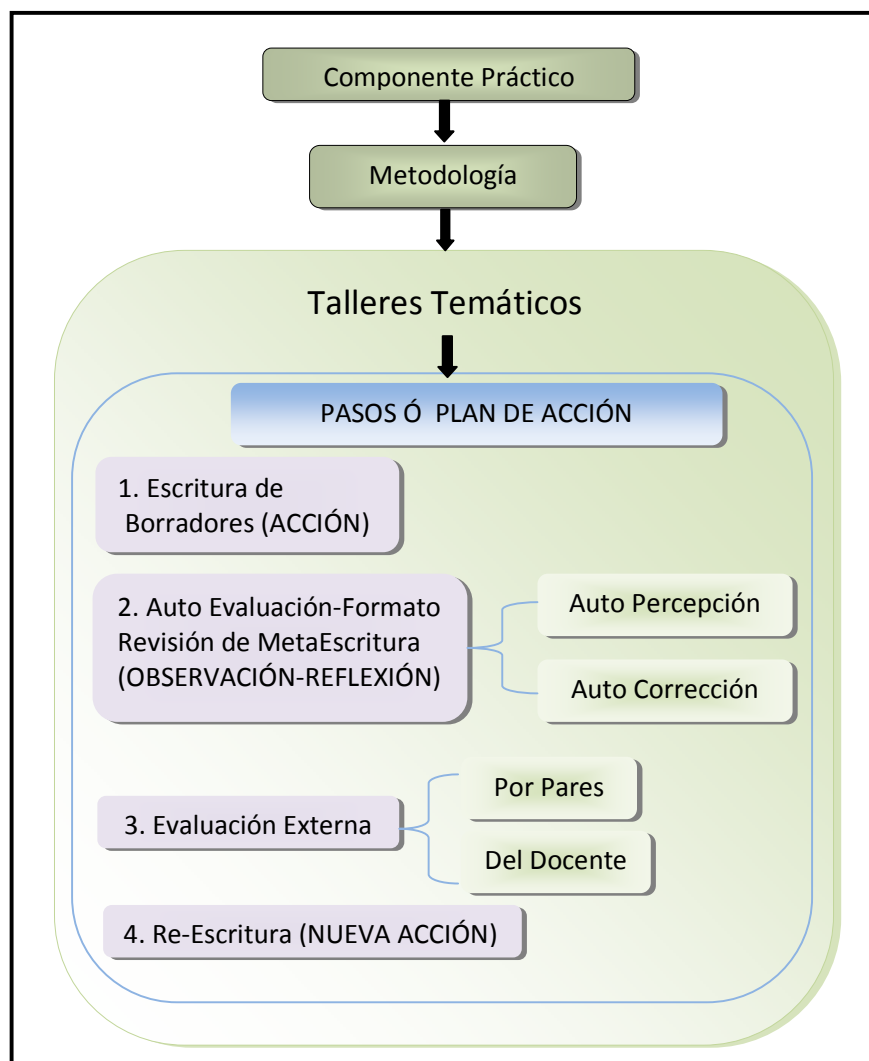 Componente Práctico
Metodología
Talleres Temáticos
PASOS Ó PLAN DE ACCIÓN
1. Escritura de
Borradores (ACCIÓN)
2. Auto Evaluación-Formato
Revisión de MetaEscritura
(OBSERVACIÓN-REFLEXIÓN)
Auto Percepción
Auto Corrección
3. Evaluación Externa
Por Pares
Del Docente
4. Re-Escritura (NUEVA ACCIÓN)